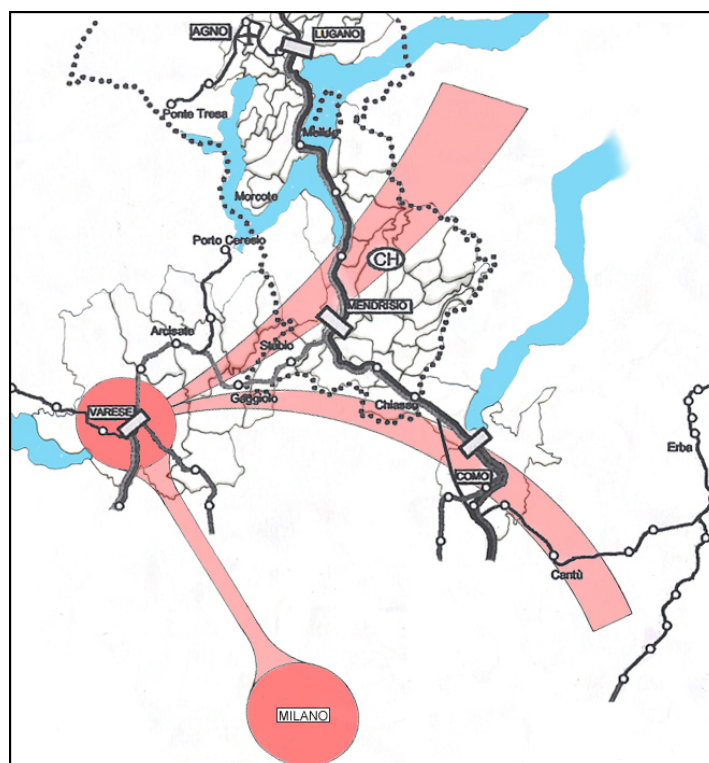 AGNO
LUGANO
Ponte Tresa
Melide
Morcote
Porto Ceresio
CH
MENDRISIO
Arcisate
Stabio
Gaggiolo
Chiasso
VARESE
Erba
COMO
Cantù
MILANO